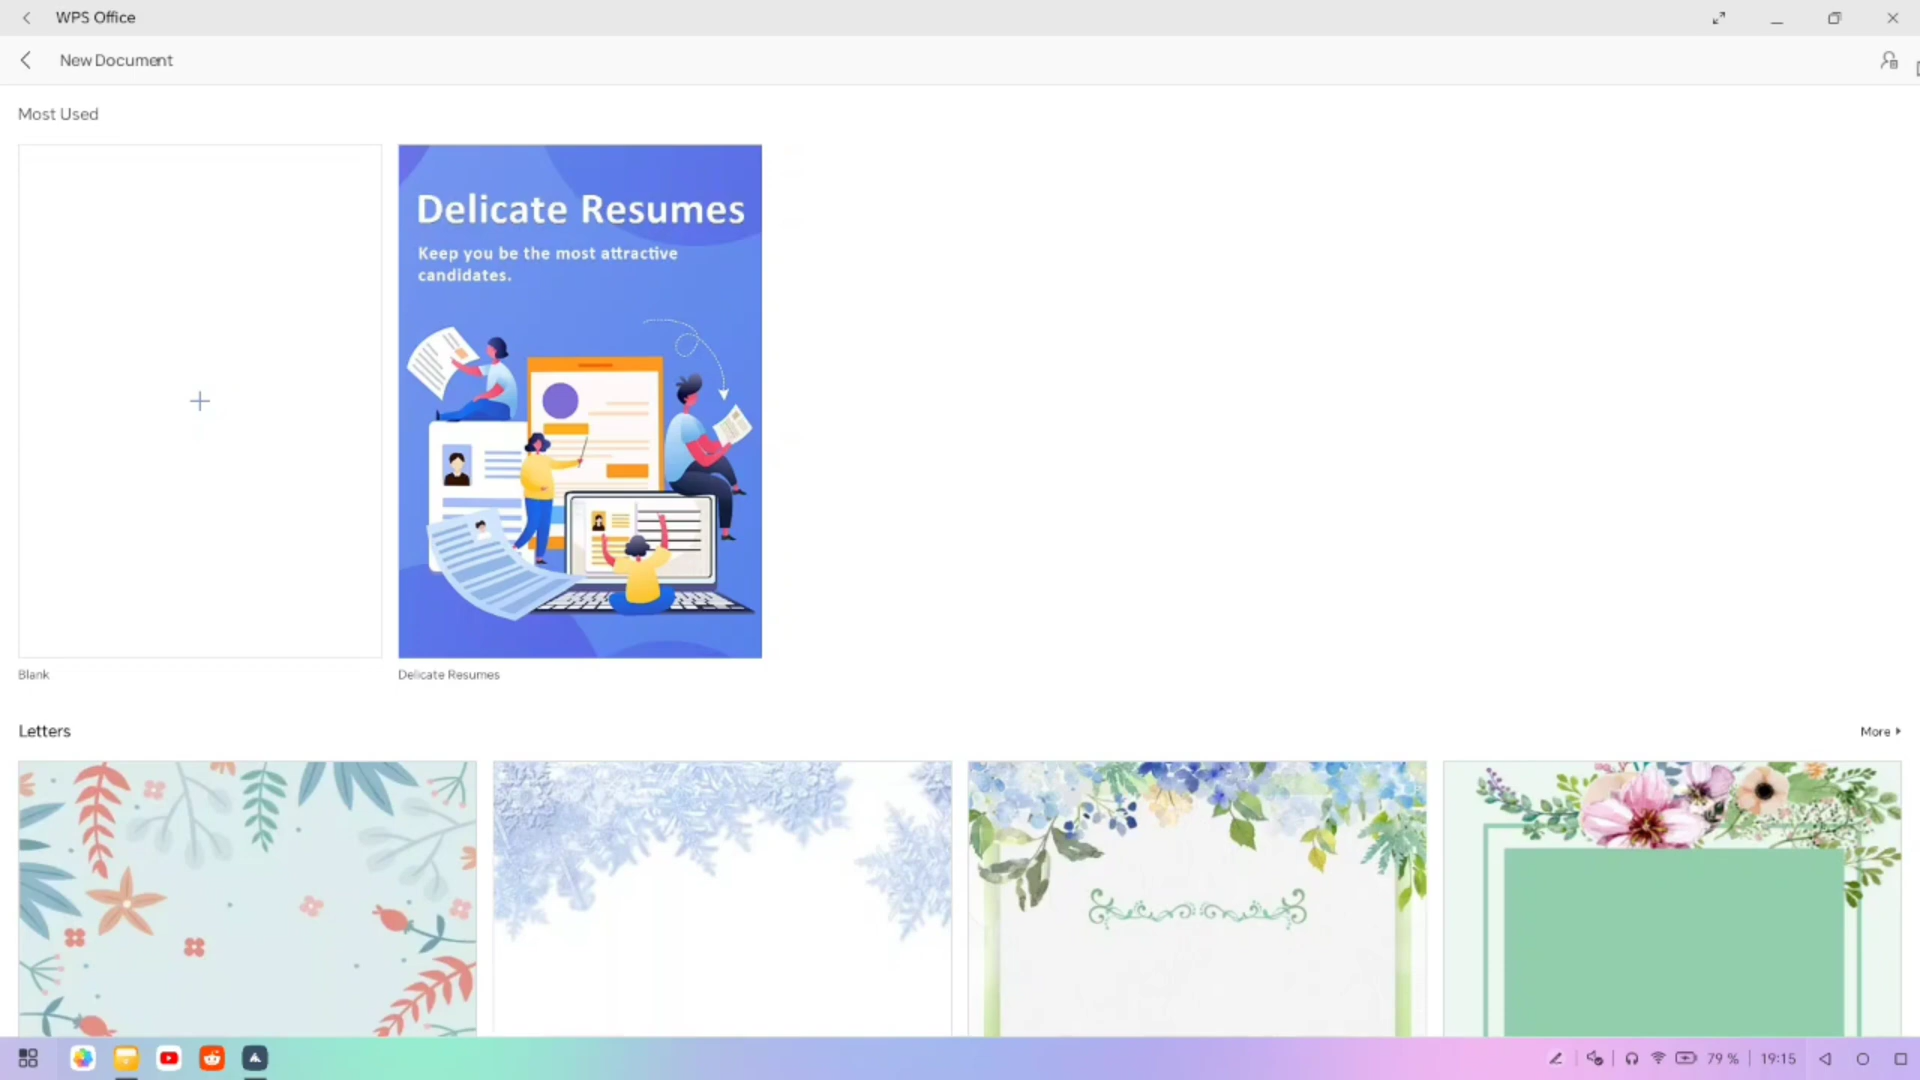 WPS Office
New Document
Most Used
Delicate Resumes
Keep you be the most attractive
candidates.
Blank
Delicate Resumes
Letters
More
79 %
19:15